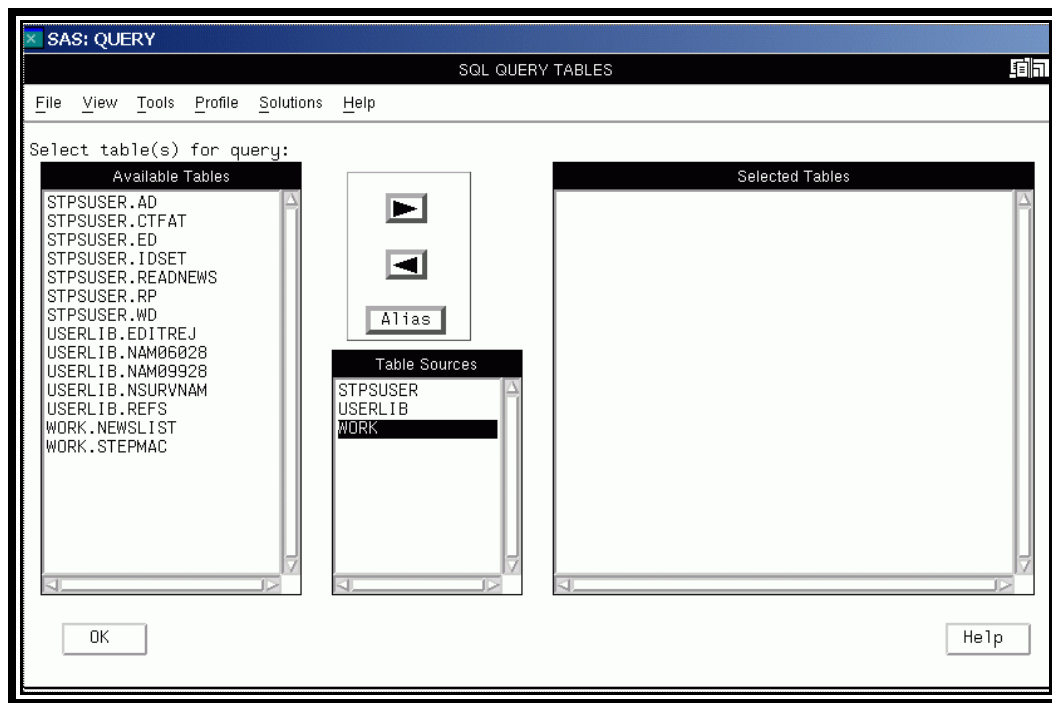 SAS: QUERY
SQL QUERY TABLES
File View Tools Profile Solutions Help
Select table(s) for query:
Available Tables
STPSUSER.AD
STPSUSER.CTFAT
STPSUSER.ED
STPSUSER.IDSET
STPSUSER.READNEWS
STPSUSER.RP
STPSUSER.WD
USERLIB.EDITREJ
USERLIB.NAM06028
USERLIB.NAM09928
USERLIB.NSURVNAM
USERLIB.REFS
WORK.NEWSLIST
WORK.STEPMAC
Alias
Table Sources
STPSUSER
USERLIB
WORK
Selected Tables
OK
Help